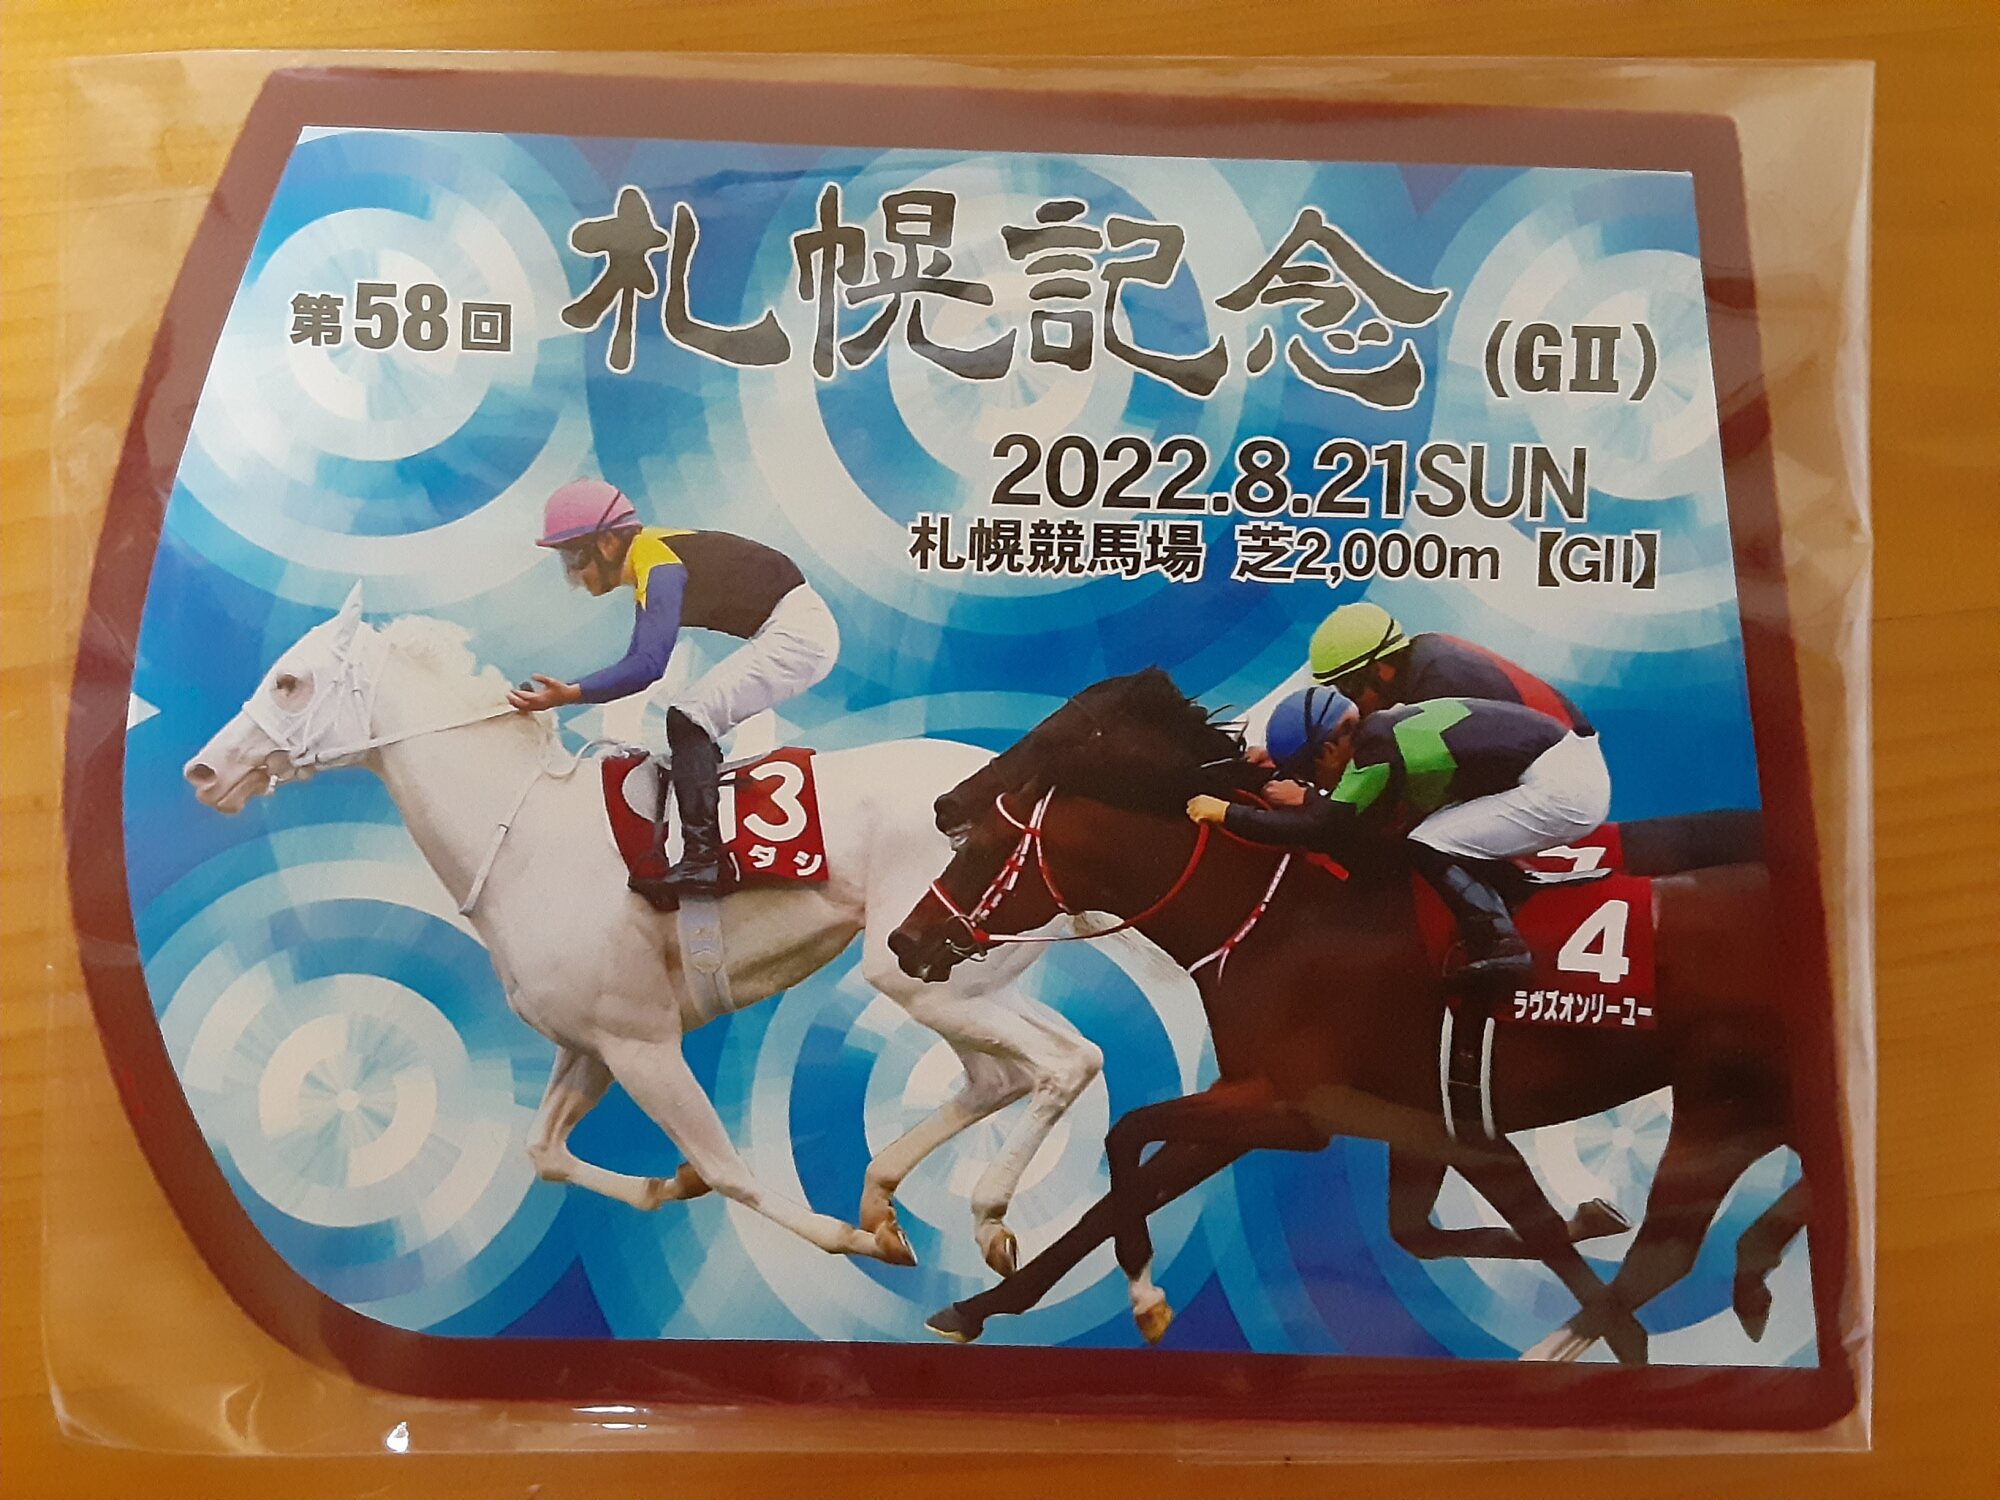 第58回 札幌記念 (GⅡ)
2022.8.21SUN
札幌競馬場 芝2,000m 【GII】
13
ダシ
4
ラヴズオンリーユー